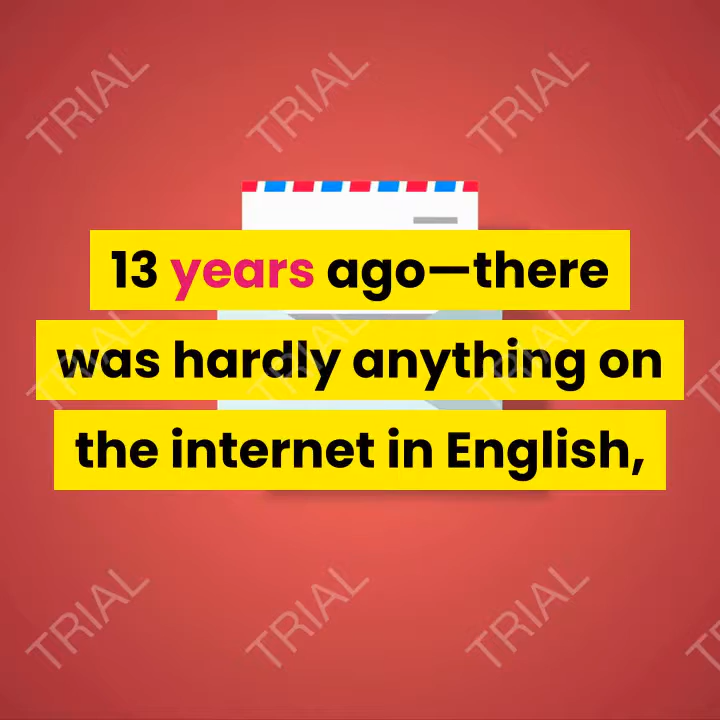 TRIAL TRIAL TRIAL
13 years ago—there
was hardly anything on
the internet in English,
TRIAL TRIAL TRIAL